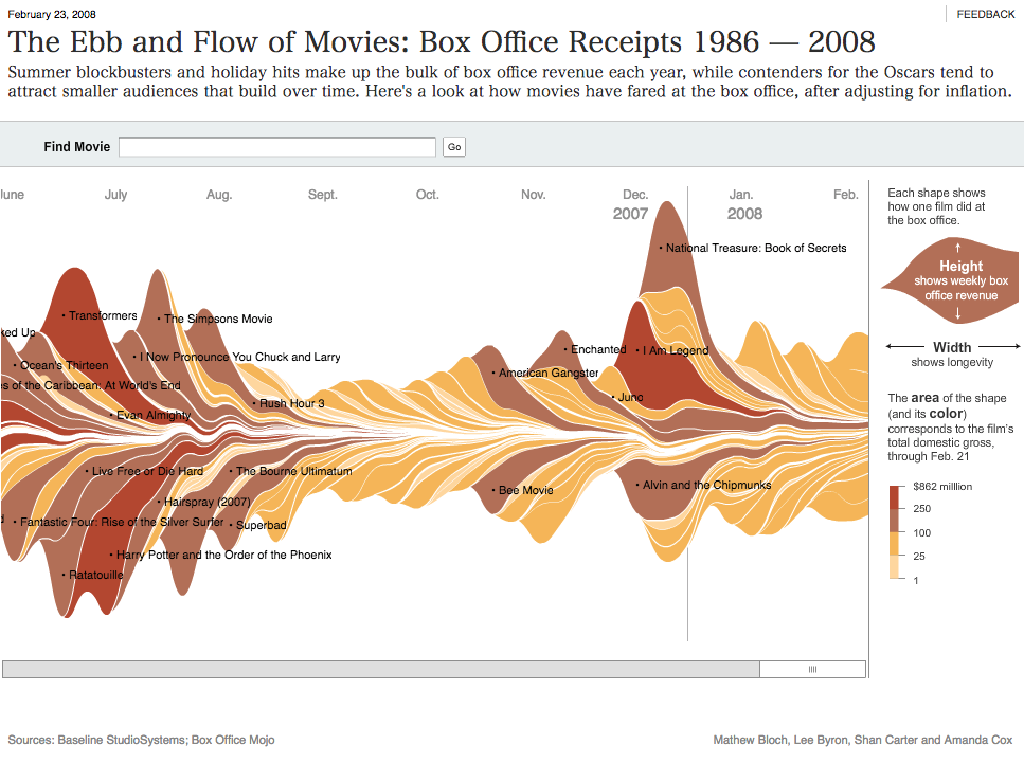 February 23, 2008
FEEDBACK
The Ebb and Flow of Movies: Box Office Receipts 1986 — 2008
Summer blockbusters and holiday hits make up the bulk of box office revenue each year, while contenders for the Oscars tend to
attract smaller audiences that build over time. Here's a look at how movies have fared at the box office, after adjusting for inflation.
Find Movie
Go
July
Aug.
Sept.
Oct.
Nov.
Dec.
2007
Jan.
2008
Feb.
National Treasure: Book of Secrets
Transformers
The Simpsons Movie
Up
Enchanted
I Am Legend
I Now Pronounce You Chuck and Larry
Ocean's Thirteen
American Gangster
of the Caribbean: At World's End
Juno
Rush Hour 3
Evan Almighty
Live Free or Die Hard
The Bourne Ultimatum
Alvin and the Chipmunks
Bee Movie
Hairspray (2007)
Fantastic Four: Rise of the Silver Surfer
Superbad
Harry Potter and the Order of the Phoenix
Ratatouille
Each shape shows
how one film did at
the box office.
Height
shows weekly box
office revenue
Width
shows longevity
The area of the shape
(and its color)
corresponds to the film's
total domestic gross,
through Feb. 21
$862 milllion
250
100
25
1
Sources: Baseline StudioSystems; Box Office Mojo
Mathew Bloch, Lee Byron, Shan Carter and Amanda Cox